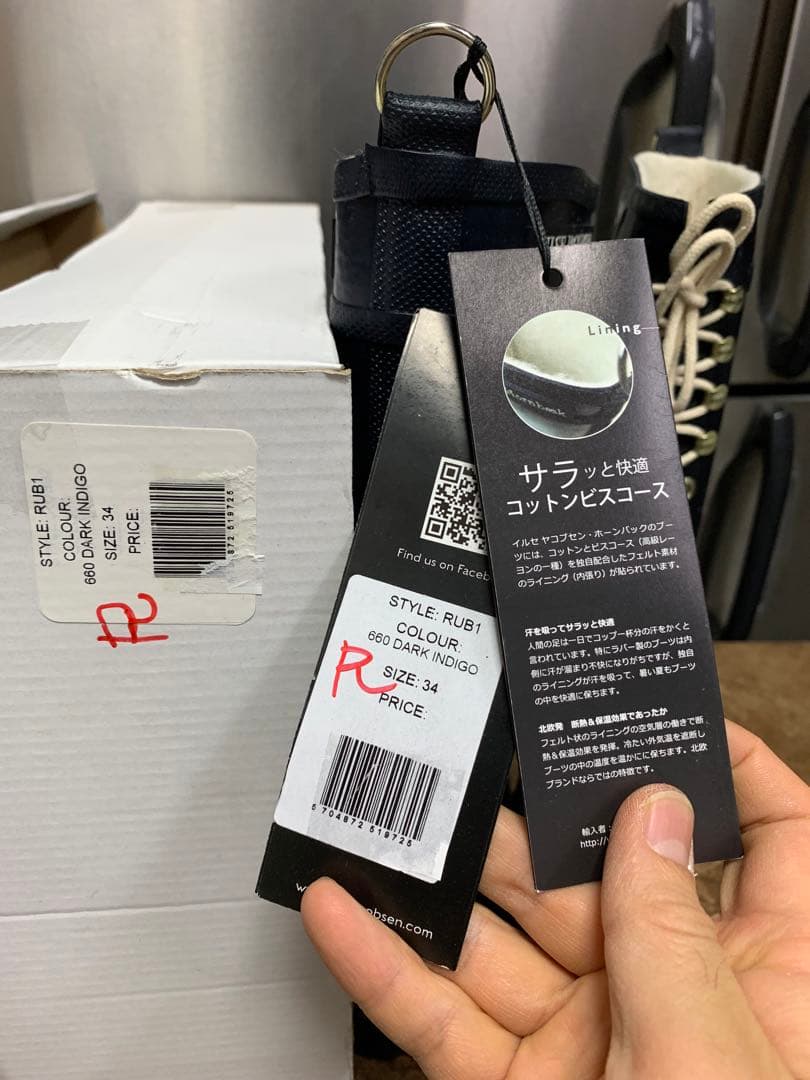 STYLE: RUB1
COLOUR:
660 DARK INDIGO
SIZE: 34
PRICE:
872 519725
Find us on Faceb
STYLE: RUB1
COLOUR:
660 DARK INDIGO
SIZE: 34
PRICE:
5 704872 519725
obsen.com
Lining
サラッと快適
コットンビスコース
イルセ ヤコブセン・ホーンバックのブー
ツには、コットンとビスコース（高級レー
ヨンの一種）を独自配合したフェルト素材
のライニング（内張り）が貼られています。
汗を吸ってサラッと快適
人間の足は一日でコップ一杯分の汗をかくと
言われています。特にラバー製のブーツは内
側に汗が溜まり不快になりがちですが、独自
のライニングが汗を吸って、暑い夏もブーツ
の中を快適に保ちます。
北欧発 断熱＆保温効果であったか
フェルト状のライニングの空気層の働きで断
熱＆保温効果を発揮。冷たい外気温を遮断し
ブーツの中の温度を温かにに保ちます。北欧
ブランドならではの特徴です。
輸入者：
http://